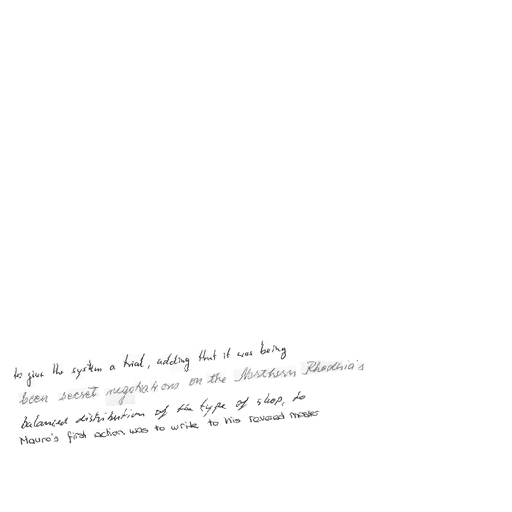 to give the system a trial, adding that it was being
been secret negotiations on the Northern Rhodesia's
balanced distribution of the type of shop, to
Mauro's first action was to write to his revered master